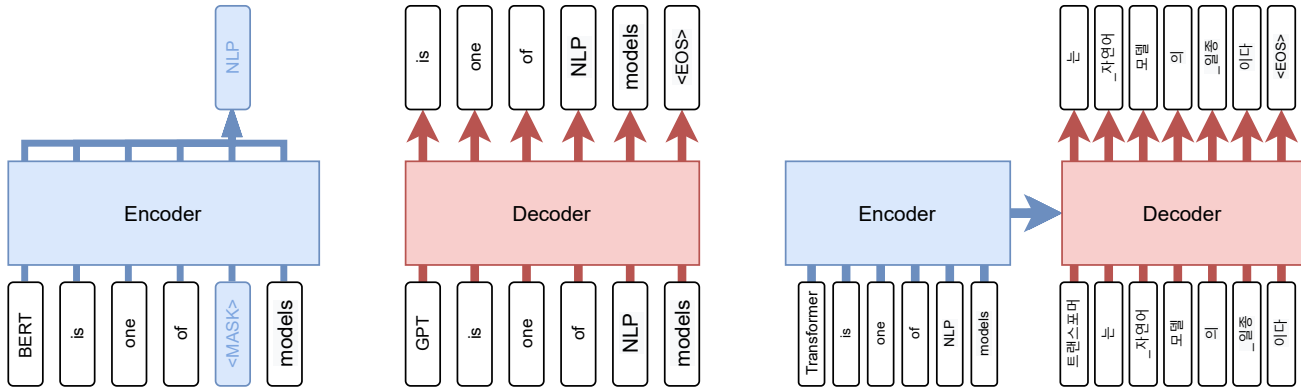 NLP
Encoder
BERT
is
one
of
<MASK>
models
is
one
of
NLP
models
<EOS>
Decoder
GPT
is
one
of
NLP
models
Encoder
Transformer
is
one
of
NLP
models
는
_자연어
모델
의
_일종
이다
<EOS>
Decoder
트랜스포머
는
_자연어
모델
의
_일종
이다